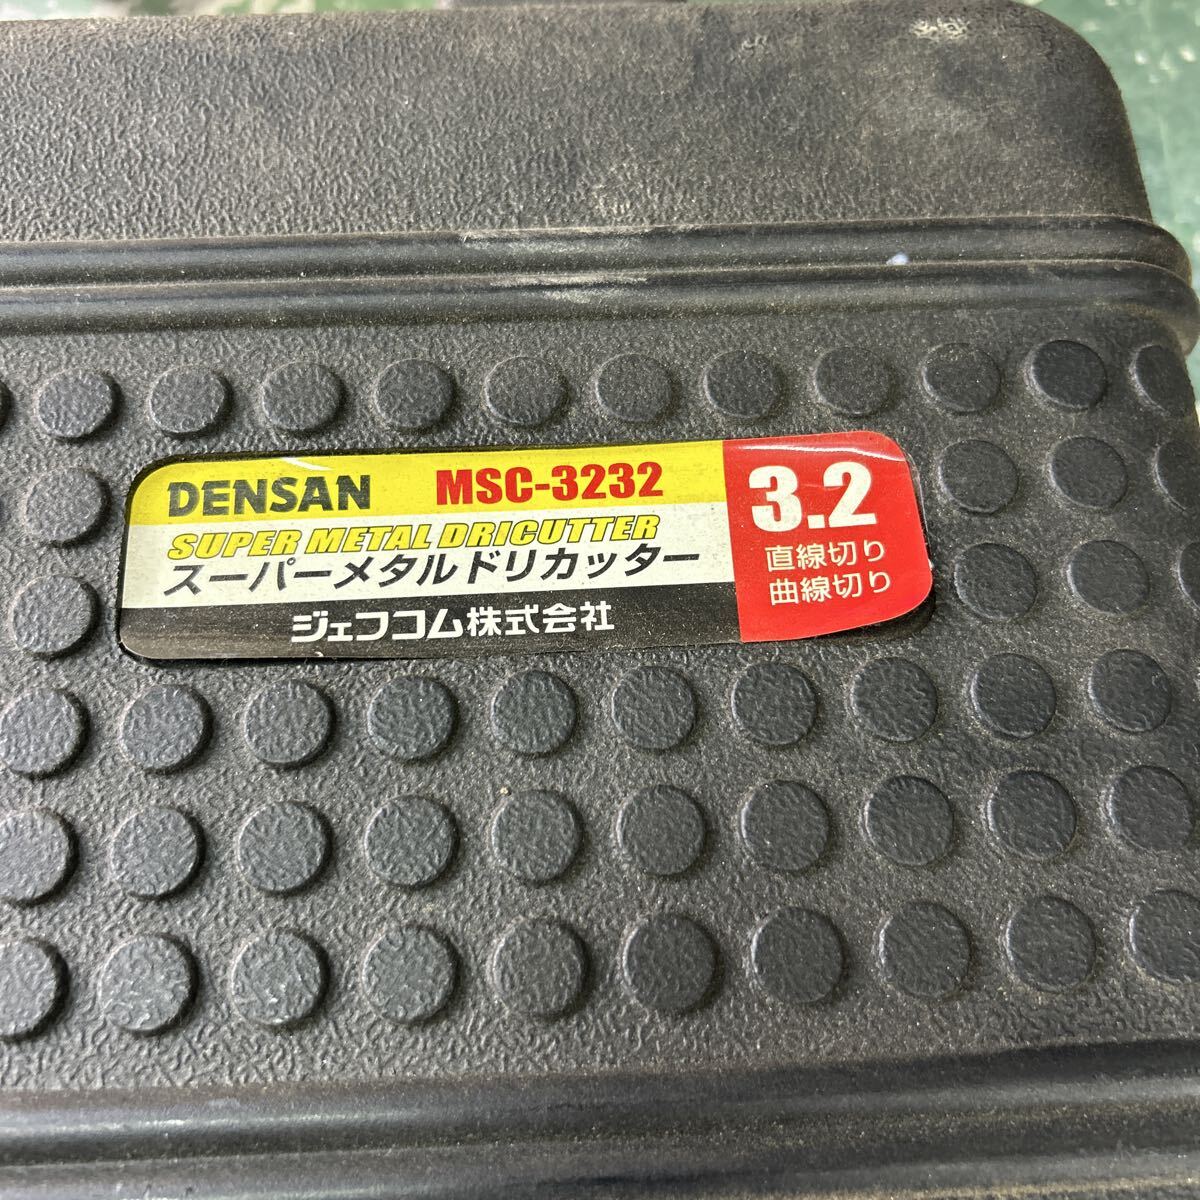 DENSAN MSC-3232
SUPER METAL DRICUTTER
スーパーメタルドリカッター
ジェフコム株式会社
3.2
直線切り
曲線切り